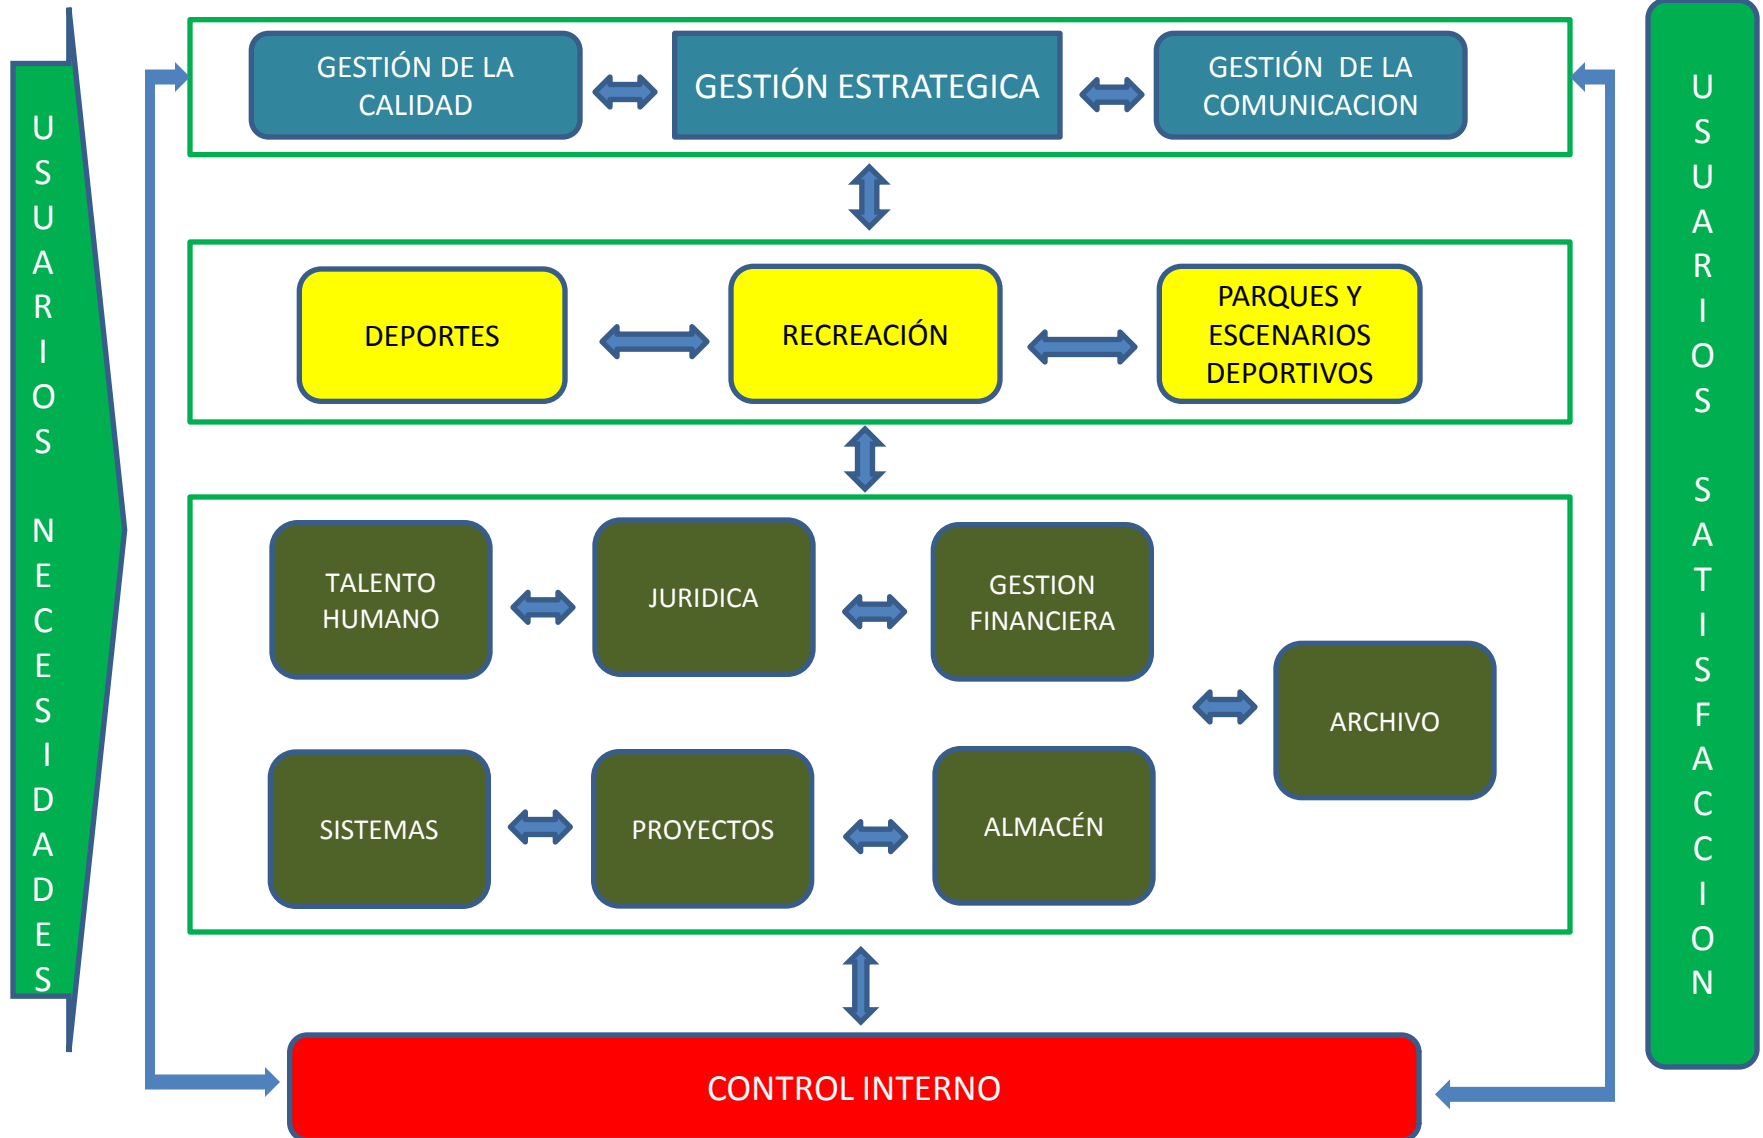 USUARIOS NECESIDADES
GESTIÓN DE LA
CALIDAD
GESTIÓN ESTRATEGICA
GESTIÓN DE LA
COMUNICACION
DEPORTES
RECREACIÓN
PARQUES Y
ESCENARIOS
DEPORTIVOS
TALENTO
HUMANO
JURIDICA
GESTION
FINANCIERA
ARCHIVO
SISTEMAS
PROYECTOS
ALMACÉN
CONTROL INTERNO
USUARIOS SATISFACCION